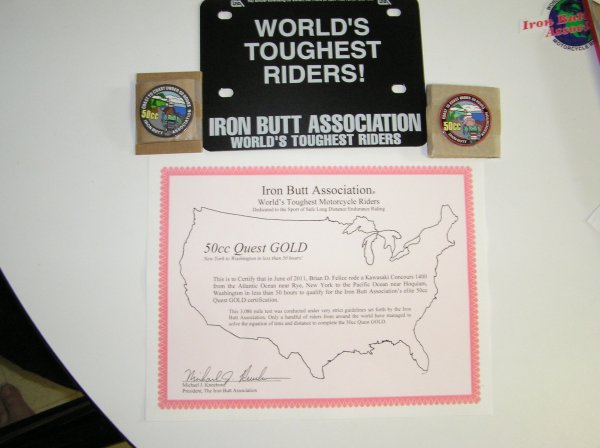 WORLD'S
TOUGHEST
RIDERS!
IRON BUTT ASSOCIATION
WORLD'S TOUGHEST RIDERS
50cc
50cc
Iron Butt
Iron Butt Association®
World's Toughest Motorcycle Riders
Dedicated to the Sport of Safe Long Distance Endurance Riding
50cc Quest GOLD
New York to Washington in less than 50 hours!
This is to Certify that in June of 2011, Brian D. Felice rode a Kawasaki Concours 1400
from the Atlantic Ocean near Rye, New York to the Pacific Ocean near Hoquiam,
Washington in less than 50 hours to qualify for the Iron Butt Association's elite 50cc
Quest GOLD certification.
This 3,086 mile test was conducted under very strict guidelines set forth by the Iron
Butt Association. Only a handful of riders from around the world have managed to
solve the equation of time and distance to complete the 50cc Quest GOLD.
Michael J. Kneebone
President, The Iron Butt Association